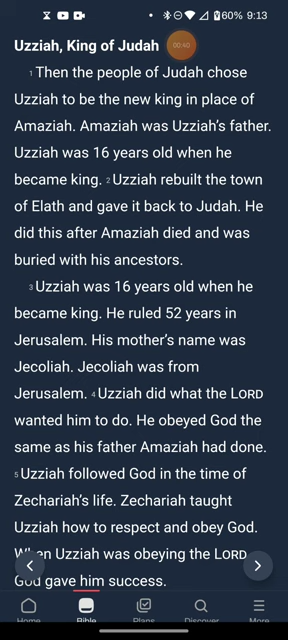 60% 9:13
Uzziah, King of Judah
00:40
1 Then the people of Judah chose
Uzziah to be the new king in place of
Amaziah. Amaziah was Uzziah’s father.
Uzziah was 16 years old when he
became king. 2 Uzziah rebuilt the town
of Elath and gave it back to Judah. He
did this after Amaziah died and was
buried with his ancestors.
3 Uzziah was 16 years old when he
became king. He ruled 52 years in
Jerusalem. His mother’s name was
Jecoliah. Jecoliah was from
Jerusalem. 4 Uzziah did what the LORD
wanted him to do. He obeyed God the
same as his father Amaziah had done.
5 Uzziah followed God in the time of
Zechariah’s life. Zechariah taught
Uzziah how to respect and obey God.
When Uzziah was obeying the LORD
God gave him success.
Home Bible Plans Discover More